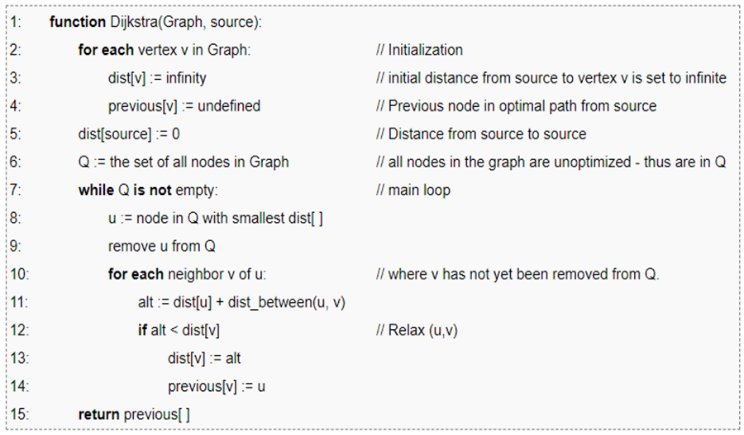 1: function Dijkstra(Graph, source):
2: for each vertex v in Graph: // Initialization
3: dist[v] := infinity // initial distance from source to vertex v is set to infinite
4: previous[v] := undefined // Previous node in optimal path from source
5: dist[source] := 0 // Distance from source to source
6: Q := the set of all nodes in Graph // all nodes in the graph are unoptimized - thus are in Q
7: while Q is not empty: // main loop
8: u := node in Q with smallest dist[ ]
9: remove u from Q
10: for each neighbor v of u: // where v has not yet been removed from Q.
11: alt := dist[u] + dist_between(u, v)
12: if alt < dist[v] // Relax (u,v)
13: dist[v] := alt
14: previous[v] := u
15: return previous[ ]